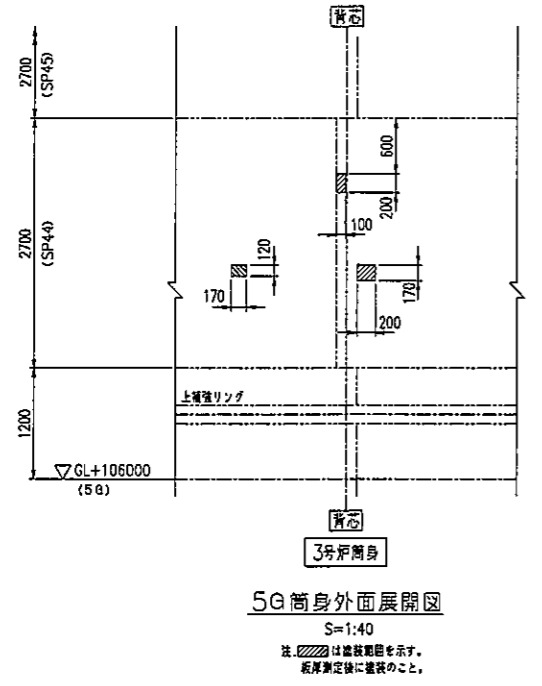 背芯
2700
(SP45)
600
200
100
2700
(SP44)
120
170
170
200
上補強リング
1200
GL+106000
(5G)
背芯
3号炉筒身
5G筒身外面展開図
S=1:40
注.は塗装範囲を示す。
板厚測定後に塗装のこと。